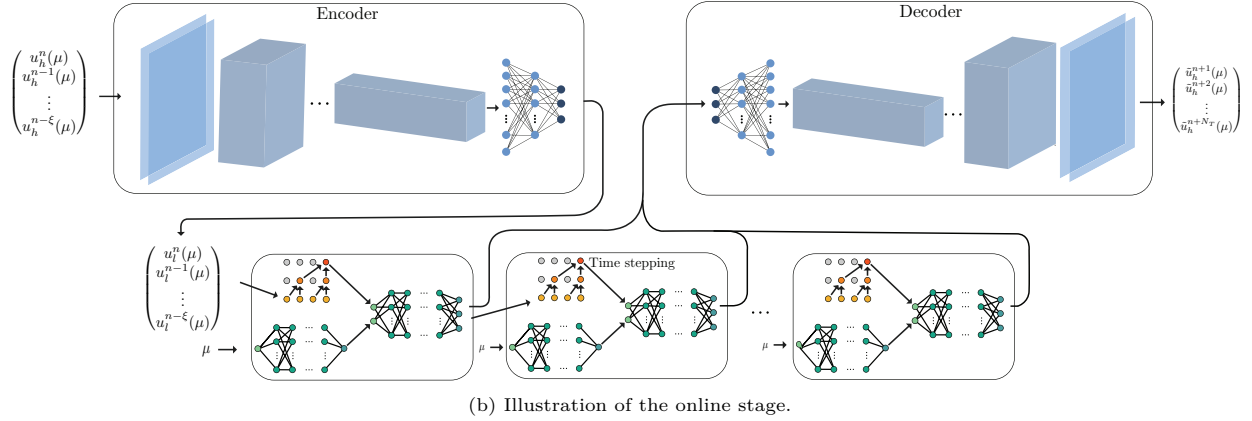 Encoder
Decoder
u_h^n(μ)
u_h^{n-1}(μ)
⋮
u_h^{n-ξ}(μ)
...
...
ũ_h^{n+1}(μ)
ũ_h^{n+2}(μ)
⋮
ũ_h^{n+N_T}(μ)
u_l^n(μ)
u_l^{n-1}(μ)
⋮
u_l^{n-ξ}(μ)
Time stepping
...
μ
μ
μ
(b) Illustration of the online stage.